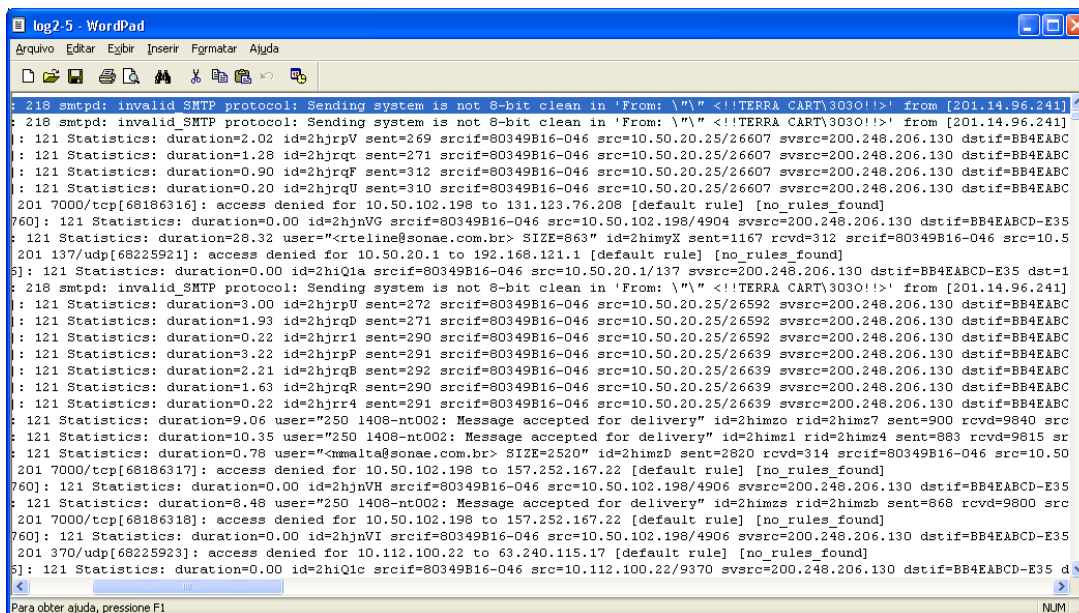 log2-5 - WordPad
Arquivo Editar Exibir Inserir Formatar Ajuda
: 218 smtpd: invalid_SMTP protocol: Sending system is not 8-bit clean in 'From: \"\" <!!TERRA CART\303O!!>' from [201.14.96.241]
: 218 smtpd: invalid_SMTP protocol: Sending system is not 8-bit clean in 'From: \"\" <!!TERRA CART\303O!!>' from [201.14.96.241]
]: 121 Statistics: duration=2.02 id=2hjrpV sent=269 srcif=80349B16-046 src=10.50.20.25/26607 svsrc=200.248.206.130 dstif=BB4EABC
]: 121 Statistics: duration=1.28 id=2hjrqt sent=271 srcif=80349B16-046 src=10.50.20.25/26607 svsrc=200.248.206.130 dstif=BB4EABC
]: 121 Statistics: duration=0.90 id=2hjrqF sent=312 srcif=80349B16-046 src=10.50.20.25/26607 svsrc=200.248.206.130 dstif=BB4EABC
]: 121 Statistics: duration=0.20 id=2hjrqU sent=310 srcif=80349B16-046 src=10.50.20.25/26607 svsrc=200.248.206.130 dstif=BB4EABC
201 7000/tcp[68186316]: access denied for 10.50.102.198 to 131.123.76.208 [default rule] [no_rules_found]
760]: 121 Statistics: duration=0.00 id=2hjnVG srcif=80349B16-046 src=10.50.102.198/4904 svsrc=200.248.206.130 dstif=BB4EABCD-E35
: 121 Statistics: duration=28.32 user="<rteline@sonae.com.br> SIZE=863" id=2himyX sent=1167 rcvd=312 srcif=80349B16-046 src=10.5
201 137/udp[68225921]: access denied for 10.50.20.1 to 192.168.121.1 [default rule] [no_rules_found]
6]: 121 Statistics: duration=0.00 id=2hiQ1a srcif=80349B16-046 src=10.50.20.1/137 svsrc=200.248.206.130 dstif=BB4EABCD-E35 dst=1
: 218 smtpd: invalid_SMTP protocol: Sending system is not 8-bit clean in 'From: \"\" <!!TERRA CART\303O!!>' from [201.14.96.241]
]: 121 Statistics: duration=3.00 id=2hjrpU sent=272 srcif=80349B16-046 src=10.50.20.25/26592 svsrc=200.248.206.130 dstif=BB4EABC
]: 121 Statistics: duration=1.93 id=2hjrqD sent=271 srcif=80349B16-046 src=10.50.20.25/26592 svsrc=200.248.206.130 dstif=BB4EABC
]: 121 Statistics: duration=0.22 id=2hjrr1 sent=290 srcif=80349B16-046 src=10.50.20.25/26592 svsrc=200.248.206.130 dstif=BB4EABC
]: 121 Statistics: duration=3.22 id=2hjrpP sent=291 srcif=80349B16-046 src=10.50.20.25/26639 svsrc=200.248.206.130 dstif=BB4EABC
]: 121 Statistics: duration=2.21 id=2hjrqB sent=292 srcif=80349B16-046 src=10.50.20.25/26639 svsrc=200.248.206.130 dstif=BB4EABC
]: 121 Statistics: duration=1.63 id=2hjrqR sent=290 srcif=80349B16-046 src=10.50.20.25/26639 svsrc=200.248.206.130 dstif=BB4EABC
]: 121 Statistics: duration=0.22 id=2hjrr4 sent=291 srcif=80349B16-046 src=10.50.20.25/26639 svsrc=200.248.206.130 dstif=BB4EABC
: 121 Statistics: duration=9.06 user="250 l408-nt002: Message accepted for delivery" id=2himzo rid=2himz7 sent=900 rcvd=9840 src
: 121 Statistics: duration=10.35 user="250 l408-nt002: Message accepted for delivery" id=2himzl rid=2himz4 sent=883 rcvd=9815 sr
: 121 Statistics: duration=0.78 user="<mmalta@sonae.com.br> SIZE=2520" id=2himzD sent=2820 rcvd=314 srcif=80349B16-046 src=10.50
201 7000/tcp[68186317]: access denied for 10.50.102.198 to 157.252.167.22 [default rule] [no_rules_found]
760]: 121 Statistics: duration=0.00 id=2hjnVH srcif=80349B16-046 src=10.50.102.198/4906 svsrc=200.248.206.130 dstif=BB4EABCD-E35
: 121 Statistics: duration=8.48 user="250 l408-nt002: Message accepted for delivery" id=2himzs rid=2himzb sent=868 rcvd=9800 src
201 7000/tcp[68186318]: access denied for 10.50.102.198 to 157.252.167.22 [default rule] [no_rules_found]
760]: 121 Statistics: duration=0.00 id=2hjnVI srcif=80349B16-046 src=10.50.102.198/4906 svsrc=200.248.206.130 dstif=BB4EABCD-E35
201 370/udp[68225923]: access denied for 10.112.100.22 to 63.240.115.17 [default rule] [no_rules_found]
6]: 121 Statistics: duration=0.00 id=2hiQ1c srcif=80349B16-046 src=10.112.100.22/9370 svsrc=200.248.206.130 dstif=BB4EABCD-E35 d
Para obter ajuda, pressione F1
NUM